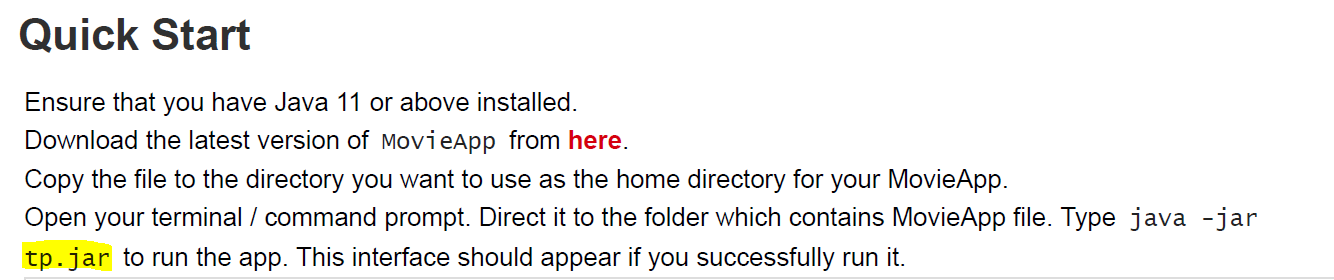 Quick Start
Ensure that you have Java 11 or above installed.
Download the latest version of MovieApp from here.
Copy the file to the directory you want to use as the home directory for your MovieApp.
Open your terminal / command prompt. Direct it to the folder which contains MovieApp file. Type java -jar
tp.jar to run the app. This interface should appear if you successfully run it.